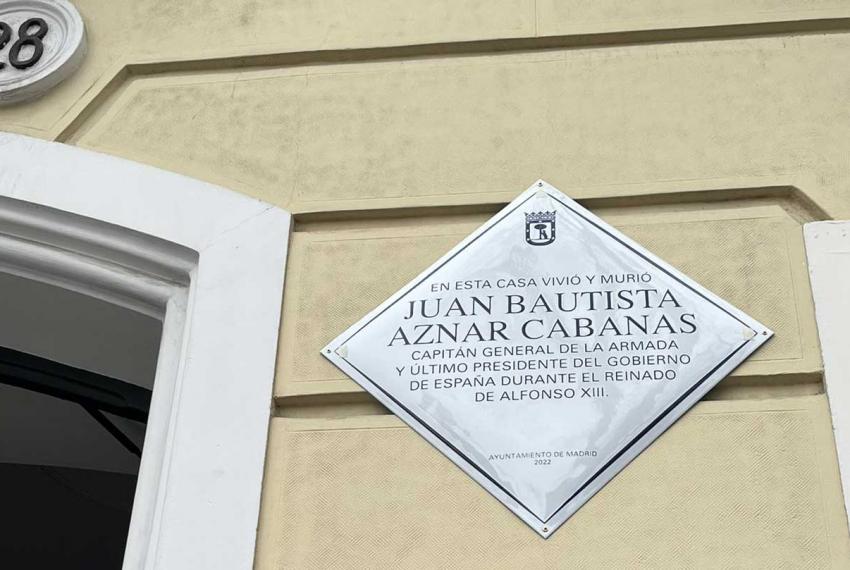 28
EN ESTA CASA VIVIÓ Y MURIÓ
JUAN BAUTISTA
AZNAR CABANAS
CAPITÁN GENERAL DE LA ARMADA
Y ÚLTIMO PRESIDENTE DEL GOBIERNO
DE ESPAÑA DURANTE EL REINADO
DE ALFONSO XIII.
AYUNTAMIENTO DE MADRID
2022